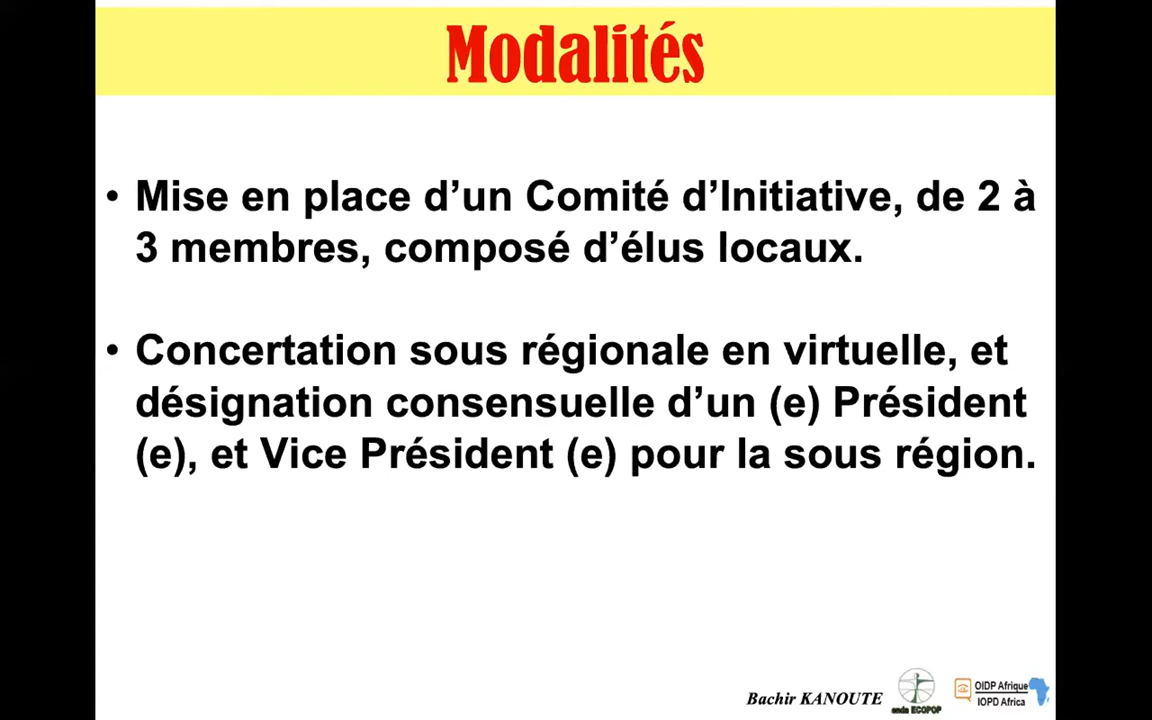 Modalités
• Mise en place d’un Comité d’Initiative, de 2 à
3 membres, composé d’élus locaux.
• Concertation sous régionale en virtuelle, et
désignation consensuelle d’un (e) Président
(e), et Vice Président (e) pour la sous région.
Bachir KANOUTE
enda ECOPOP
OIDP Afrique
IOPD Africa